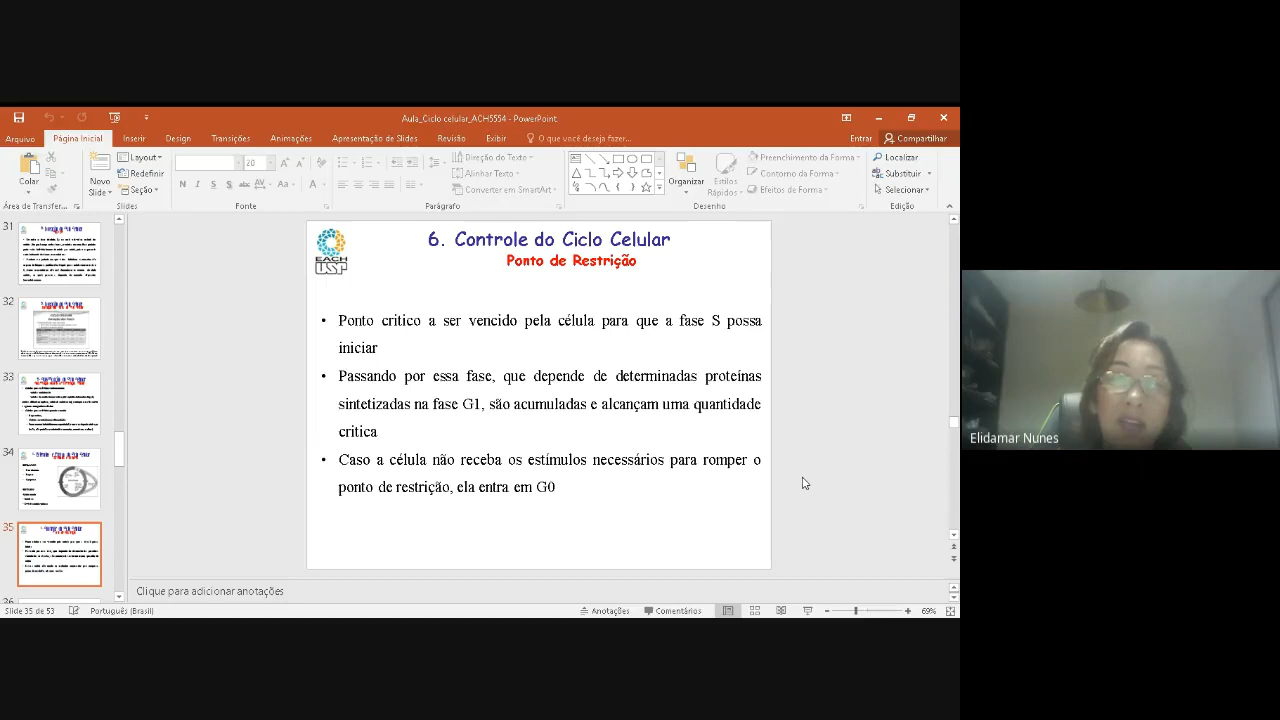 Aula_Ciclo celular_ACH5554 - PowerPoint
Arquivo Página Inicial Inserir Design Transições Animações Apresentação de Slides Revisão Exibir O que você deseja fazer... Entrar Compartilhar
Colar
Área de Transfer...
Novo Slide
Layout
Redefinir
Seção
Slides
20
N I S S abc AV Aa A
Fonte
Direção do Texto
Alinhar Texto
Converter em SmartArt
Parágrafo
Organizar
Estilos Rápidos
Preenchimento da Forma
Contorno da Forma
Efeitos de Forma
Desenho
Localizar
Substituir
Selecionar
Edição
31
32
33
34
35
EACH
USP
6. Controle do Ciclo Celular
Ponto de Restrição
• Ponto critico a ser vencido pela célula para que a fase S possa
iniciar
• Passando por essa fase, que depende de determinadas proteínas
sintetizadas na fase G1, são acumuladas e alcançam uma quantidade
critica
• Caso a célula não receba os estímulos necessários para romper o
ponto de restrição, ela entra em G0
Clique para adicionar anotações
Slide 35 de 53 Português (Brasil) Anotações Comentários 69%
Elidamar Nunes